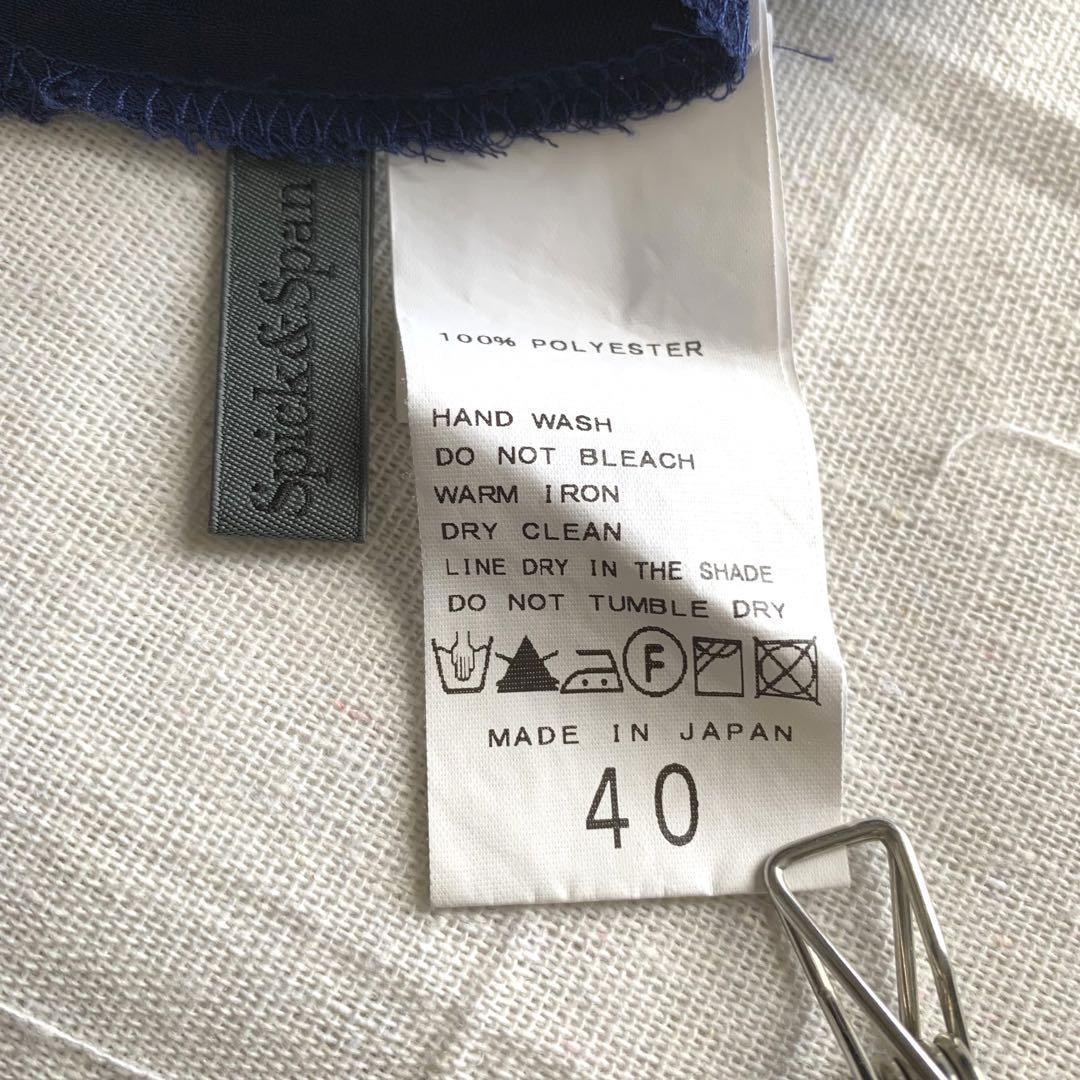 Spick&Span
100% POLYESTER
HAND WASH
DO NOT BLEACH
WARM IRON
DRY CLEAN
LINE DRY IN THE SHADE
DO NOT TUMBLE DRY
F
MADE IN JAPAN
40